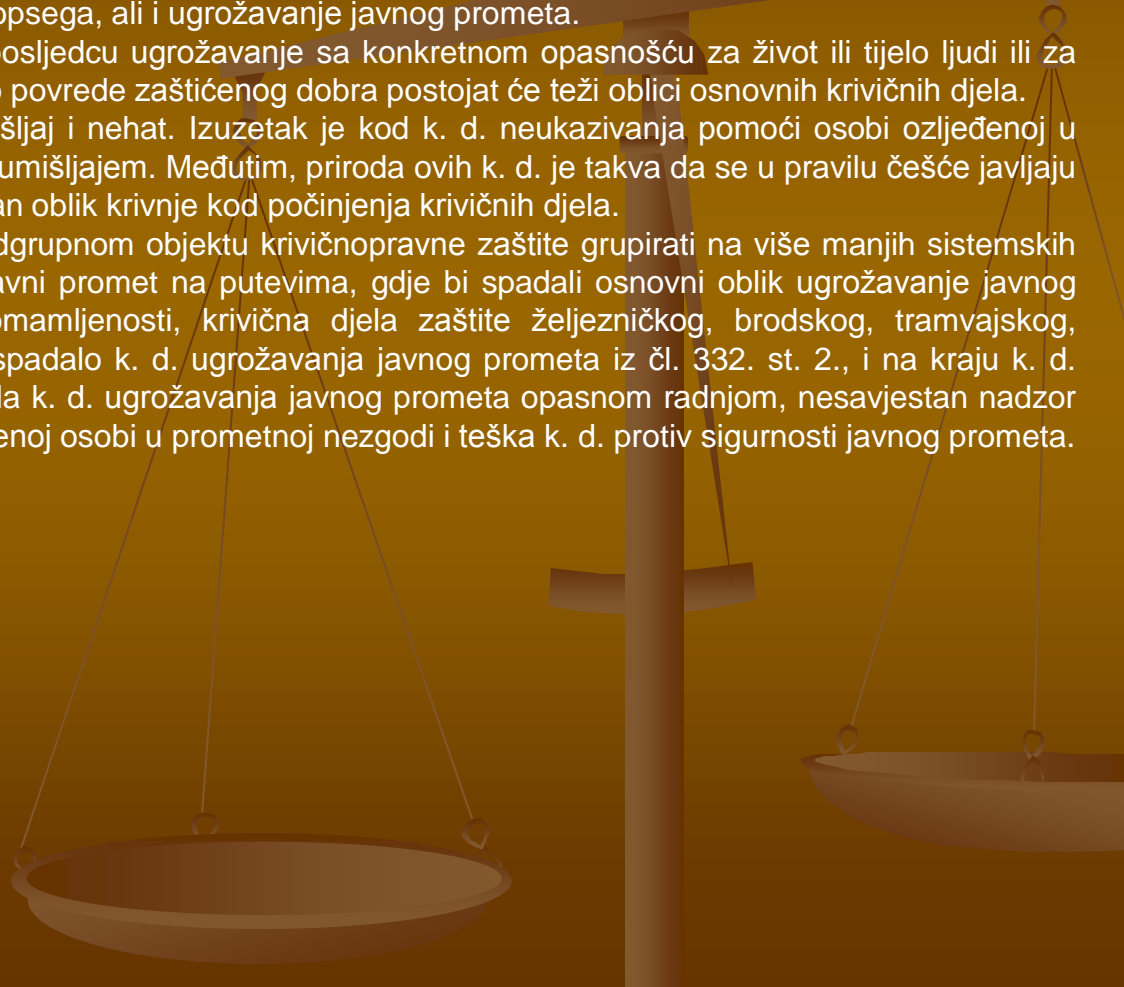 opsega, ali i ugrožavanje javnog prometa.
posljedcu ugrožavanje sa konkretnom opasnošću za život ili tijelo ljudi ili za
povrede zaštićenog dobra postojat će teži oblici osnovnih krivičnih djela.
šljaj i nehat. Izuzetak je kod k. d. neukazivanja pomoći osobi ozljeđenoj u
umišljajem. Međutim, priroda ovih k. d. je takva da se u pravilu češće javljaju
an oblik krivnje kod počinjenja krivičnih djela.
dgrupnom objektu krivičnopravne zaštite grupirati na više manjih sistemskih
avni promet na putevima, gdje bi spadali osnovni oblik ugrožavanje javnog
omamljenosti, krivična djela zaštite željezničkog, brodskog, tramvajskog,
spadalo k. d. ugrožavanja javnog prometa iz čl. 332. st. 2., i na kraju k. d.
la k. d. ugrožavanja javnog prometa opasnom radnjom, nesavjestan nadzor
enoj osobi u prometnoj nezgodi i teška k. d. protiv sigurnosti javnog prometa.